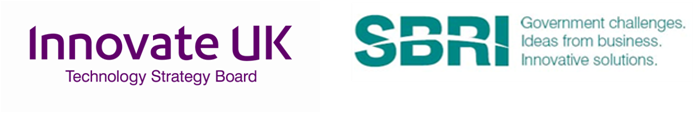 Innovate UK
Technology Strategy Board
SBRI
Government challenges.
Ideas from business.
Innovative solutions.